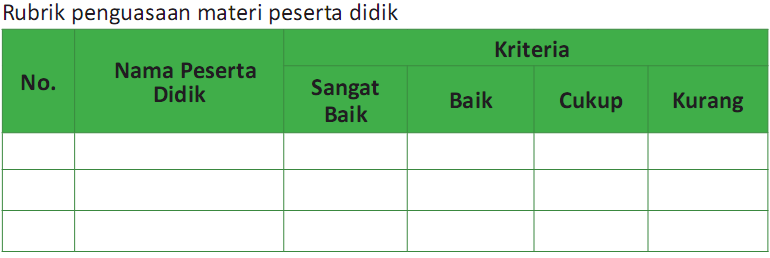 Rubrik penguasaan materi peserta didik
No.
Nama Peserta
Didik
Kriteria
Sangat
Baik
Baik
Cukup
Kurang